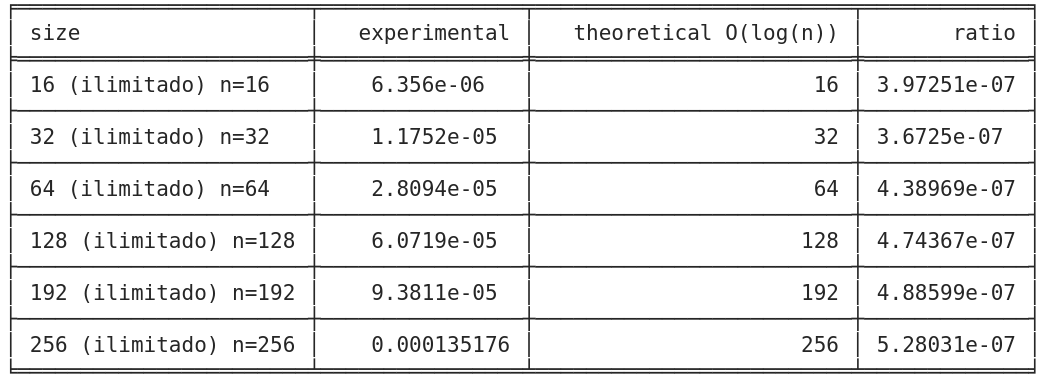 size experimental theoretical O(log(n)) ratio
16 (ilimitado) n=16 6.356e-06 16 3.97251e-07
32 (ilimitado) n=32 1.1752e-05 32 3.6725e-07
64 (ilimitado) n=64 2.8094e-05 64 4.38969e-07
128 (ilimitado) n=128 6.0719e-05 128 4.74367e-07
192 (ilimitado) n=192 9.3811e-05 192 4.88599e-07
256 (ilimitado) n=256 0.000135176 256 5.28031e-07